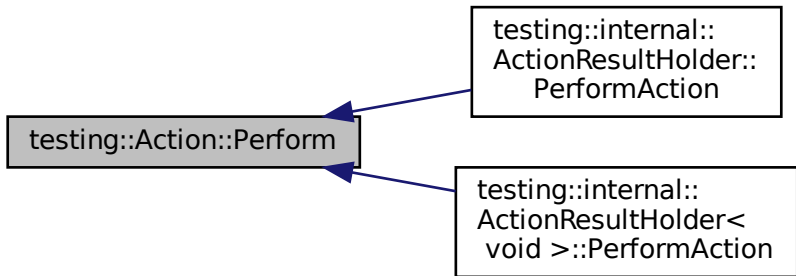 testing::internal::
ActionResultHolder::
PerformAction
testing::Action::Perform
testing::internal::
ActionResultHolder<
void >::PerformAction